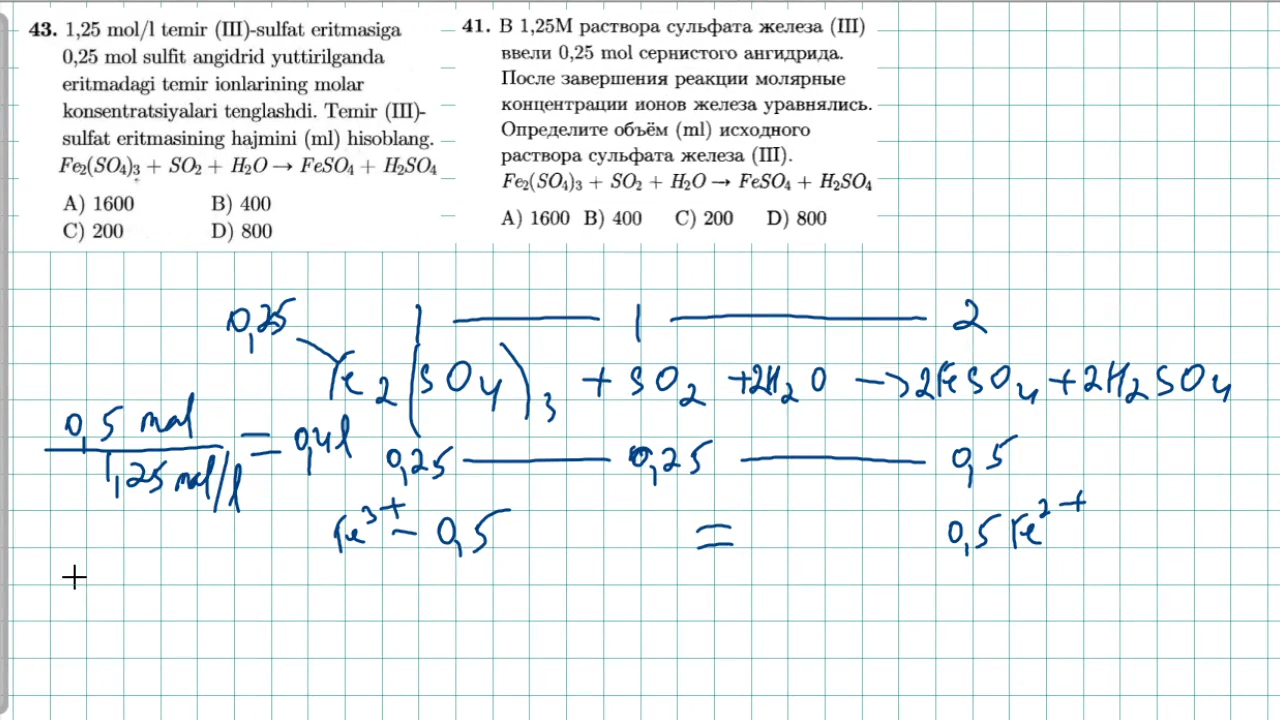 43. 1,25 mol/l temir (III)-sulfat eritmasiga
0,25 mol sulfit angidrid yuttirilganda
eritmadagi temir ionlarining molar
konsentratsiyalari tenglashdi. Temir (III)-
sulfat eritmasining hajmini (ml) hisoblang.
Fe₂(SO₄)₃ + SO₂ + H₂O → FeSO₄ + H₂SO₄
A) 1600 B) 400
C) 200 D) 800
41. В 1,25М раствора сульфата железа (III)
ввели 0,25 mol сернистого ангидрида.
После завершения реакции молярные
концентрации ионов железа уравнялись.
Определите объём (ml) исходного
раствора сульфата железа (III).
Fe₂(SO₄)₃ + SO₂ + H₂O → FeSO₄ + H₂SO₄
A) 1600 B) 400 C) 200 D) 800
0,25 1 — 1 — 2
Fe₂(SO₄)₃ + SO₂ + 2H₂O → 2FeSO₄ + 2H₂SO₄
0,5 mol / 1,25 mol/l = 0,4l
0,25 — 0,25 — 0,5
Fe³⁺ – 0,5 = 0,5 Fe²⁺